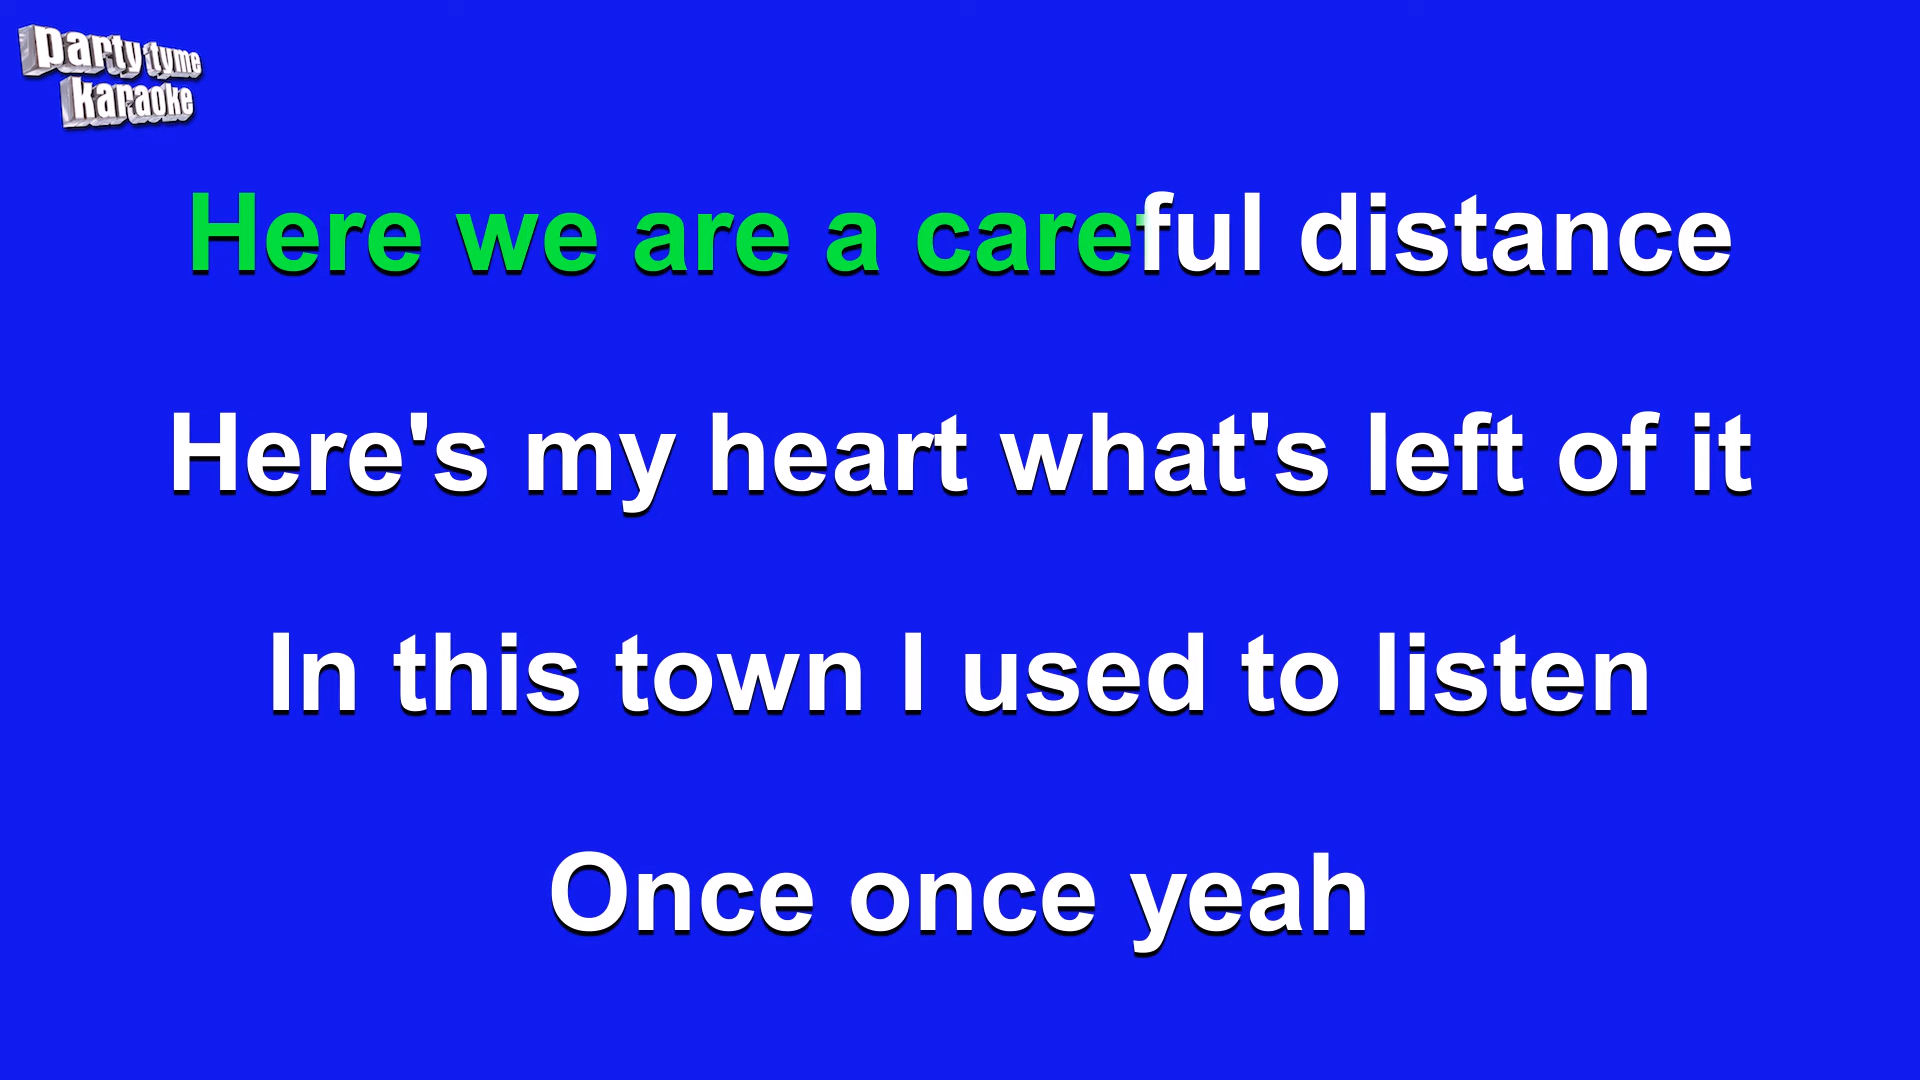 party tyme
karaoke
Here we are a careful distance
Here's my heart what's left of it
In this town I used to listen
Once once yeah